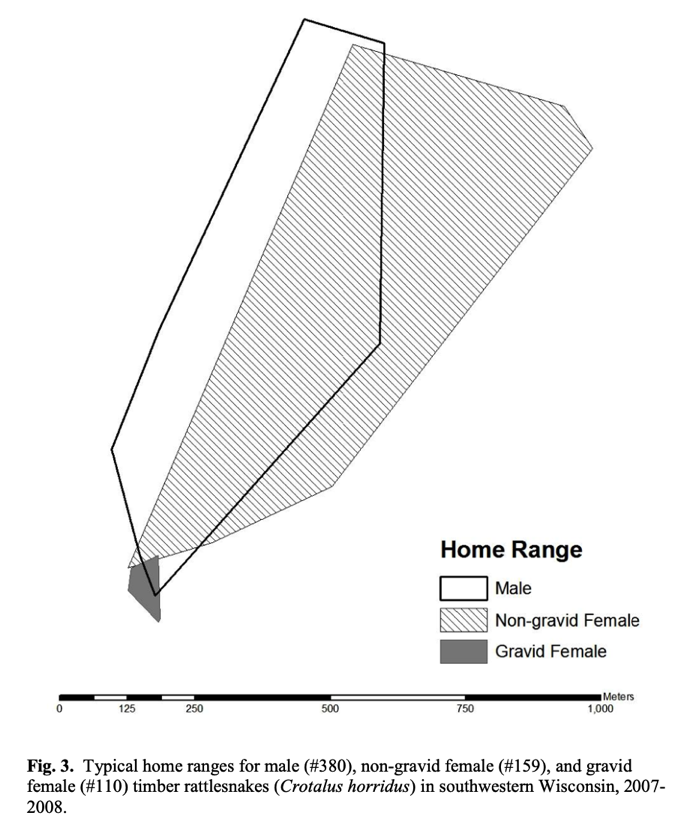 Home Range
Male
Non-gravid Female
Gravid Female
Meters
0 125 250 500 750 1,000
Fig. 3. Typical home ranges for male (#380), non-gravid female (#159), and gravid
female (#110) timber rattlesnakes (Crotalus horridus) in southwestern Wisconsin, 2007-
2008.